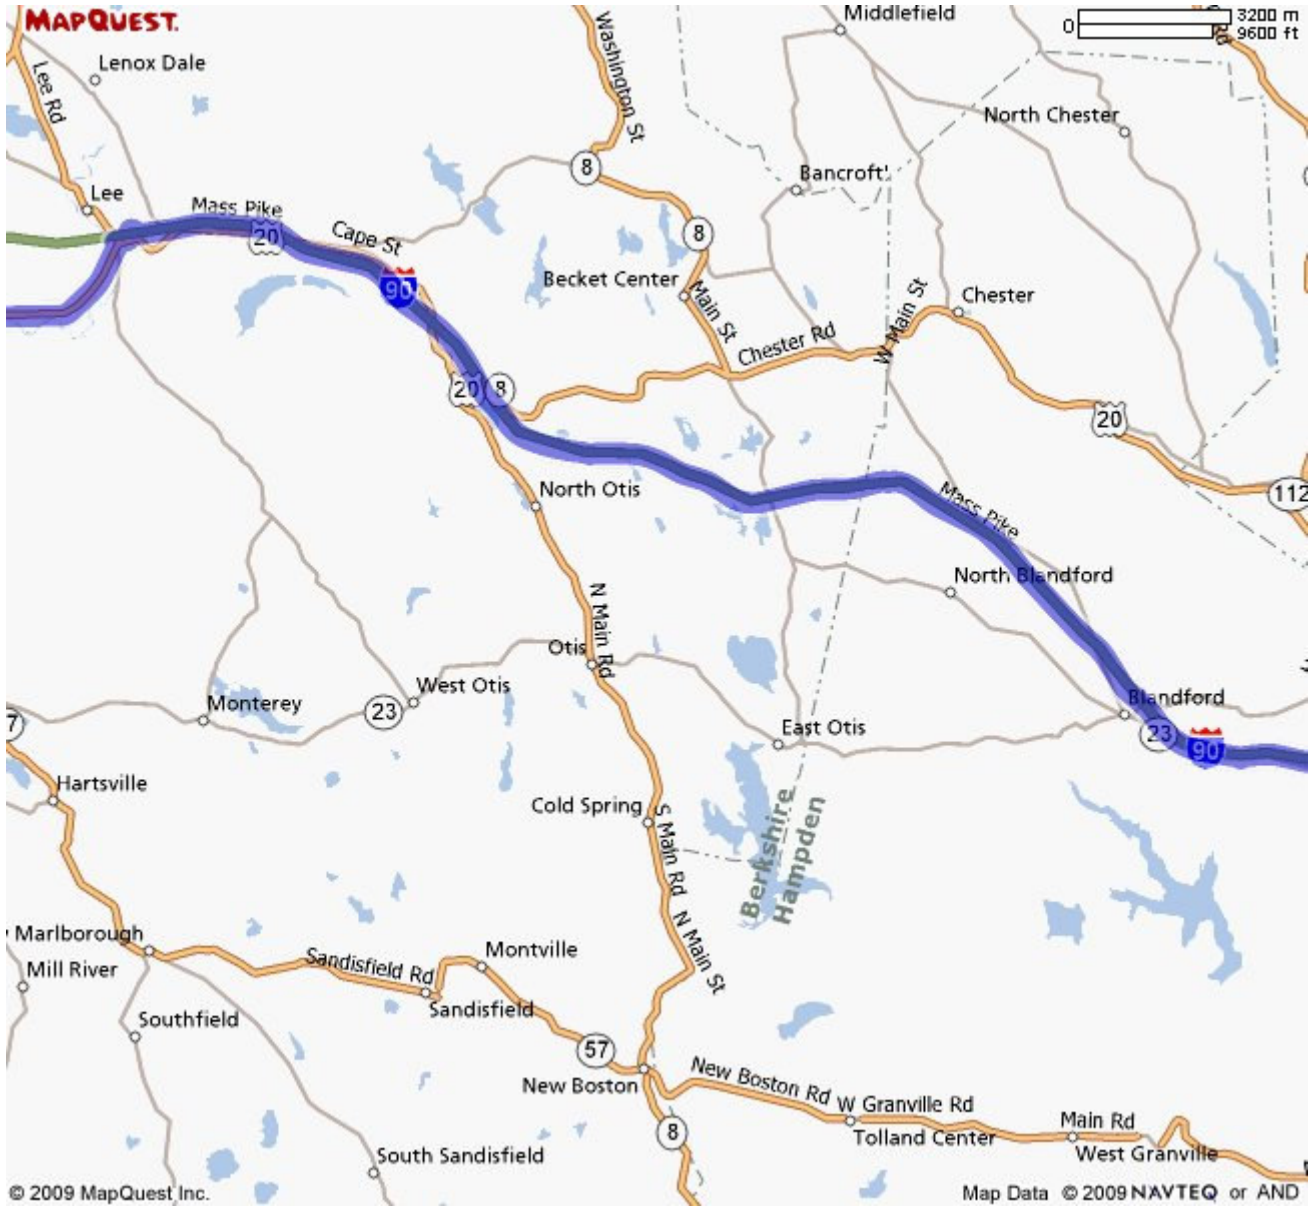 MAPQUEST.
3200 m
0
9600 ft
Middlefield
Washington St
Rd
Lenox Dale
Lee Rd
North Chester
8
Bancroft
Lee
Mass Pike
20
Cape St
8
Becket Center
90
Main St
W Main St
Chester
Chester Rd
20
8
20
North Otis
112
Mass Pike
North Blandford
N Main Rd
Otis
West Otis
Monterey
23
7
Blandford
East Otis
23
90
Hartsville
Cold Spring
S Main Rd
Berkshire
Hampden
N Main St
Marlborough
Montville
Mill River
Sandisfield Rd
Sandisfield
Southfield
57
New Boston
New Boston Rd
W Granville Rd
Tolland Center
Main Rd
West Granville
8
South Sandisfield
© 2009 MapQuest Inc.
Map Data © 2009 NAVTEQ or AND